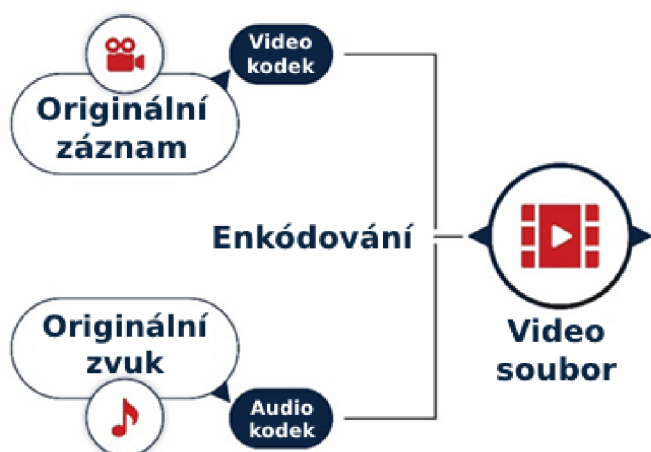 Video
kodek
Originální
záznam
Enkódování
Originální
zvuk
Audio
kodek
Video
soubor